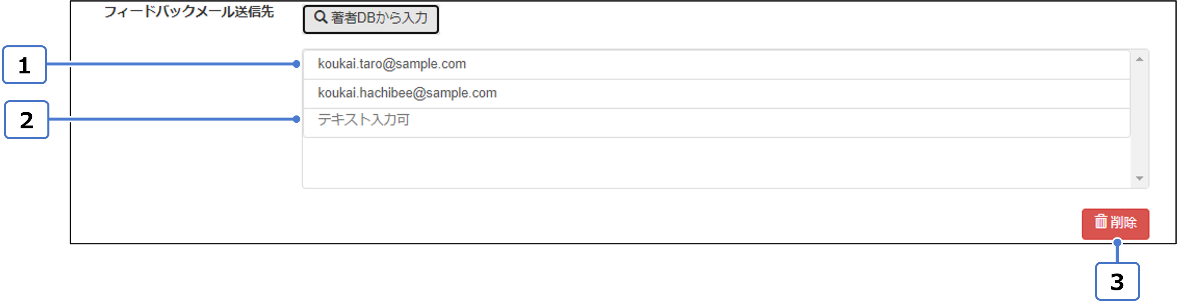 フィードバックメール送信先
著者DBから入力
1
koukai.taro@sample.com
koukai.hachibee@sample.com
2
テキスト入力可
削除
3